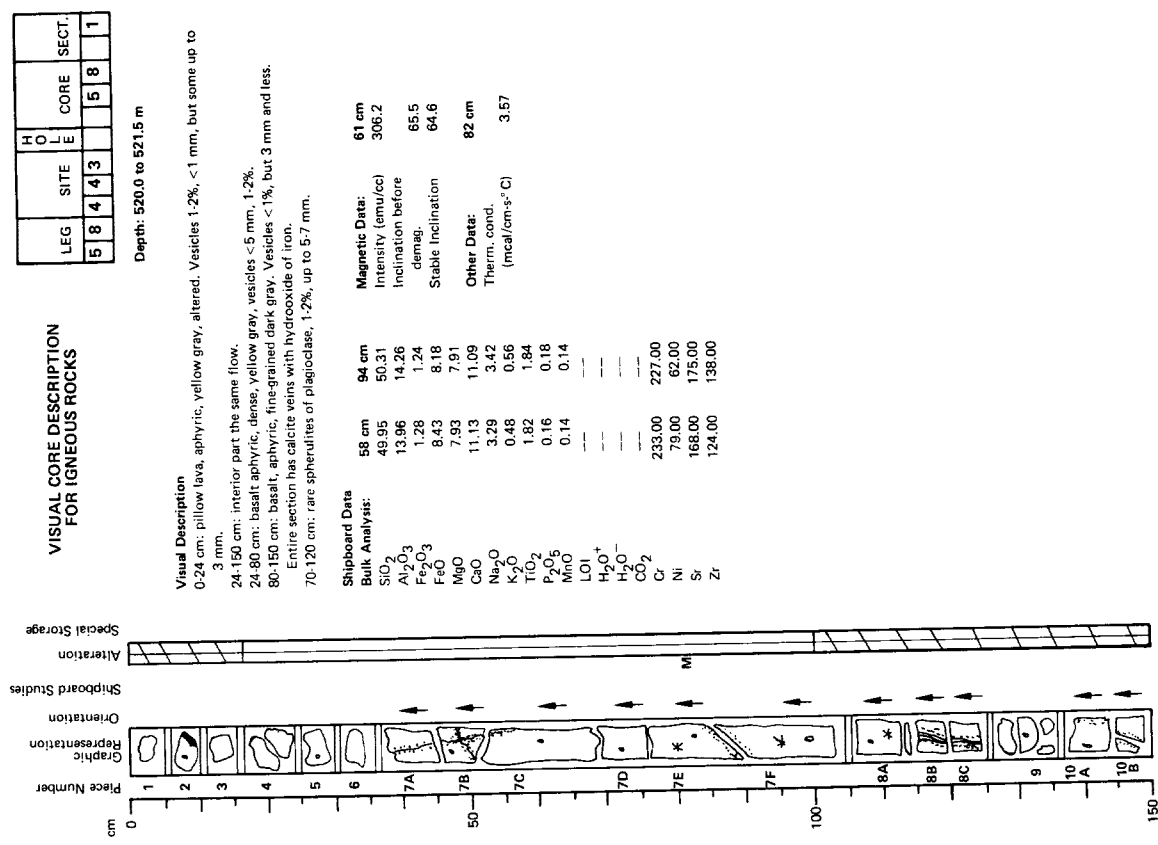 VISUAL CORE DESCRIPTION
FOR IGNEOUS ROCKS
LEG SITE HOLE CORE SECT.
5 8 4 4 3 5 8 1
Depth: 520.0 to 521.5 m
Visual Description
0-24 cm: pillow lava, aphyric, yellow gray, altered. Vesicles 1-2%, <1 mm, but some up to
3 mm.
24-150 cm: interior part the same flow.
24-80 cm: basalt aphyric, dense, yellow gray, vesicles <5 mm, 1-2%.
80-150 cm: basalt, aphyric, fine-grained dark gray. Vesicles <1%, but 3 mm and less.
Entire section has calcite veins with hydrooxide of iron.
70-120 cm: rare spherulites of plagioclase, 1-2%, up to 5-7 mm.
Shipboard Data
Bulk Analysis: 58 cm 94 cm
SiO2 49.95 50.31
Al2O3 13.96 14.26
Fe2O3 1.28 1.24
FeO 8.43 8.18
MgO 7.93 7.91
CaO 11.13 11.09
Na2O 3.29 3.42
K2O 0.48 0.56
TiO2 1.82 1.84
P2O5 0.16 0.18
MnO 0.14 0.14
LOI — —
H2O+ — —
H2O− — —
CO2 — —
Cr 233.00 227.00
Ni 79.00 62.00
Sr 168.00 175.00
Zr 124.00 138.00
Magnetic Data: 61 cm
Intensity (emu/cc) 306.2
Inclination before
demag. 65.5
Stable Inclination 64.6
Other Data: 82 cm
Therm. cond.
(mcal/cm-s-°C) 3.57
cm
Piece Number
Graphic
Representation
Orientation
Shipboard Studies
Alteration
Special Storage
0
50
100
150
1
2
3
4
5
6
7A
7B
7C
7D
7E
7F
8A
8B
8C
9
10
A
10
B
M